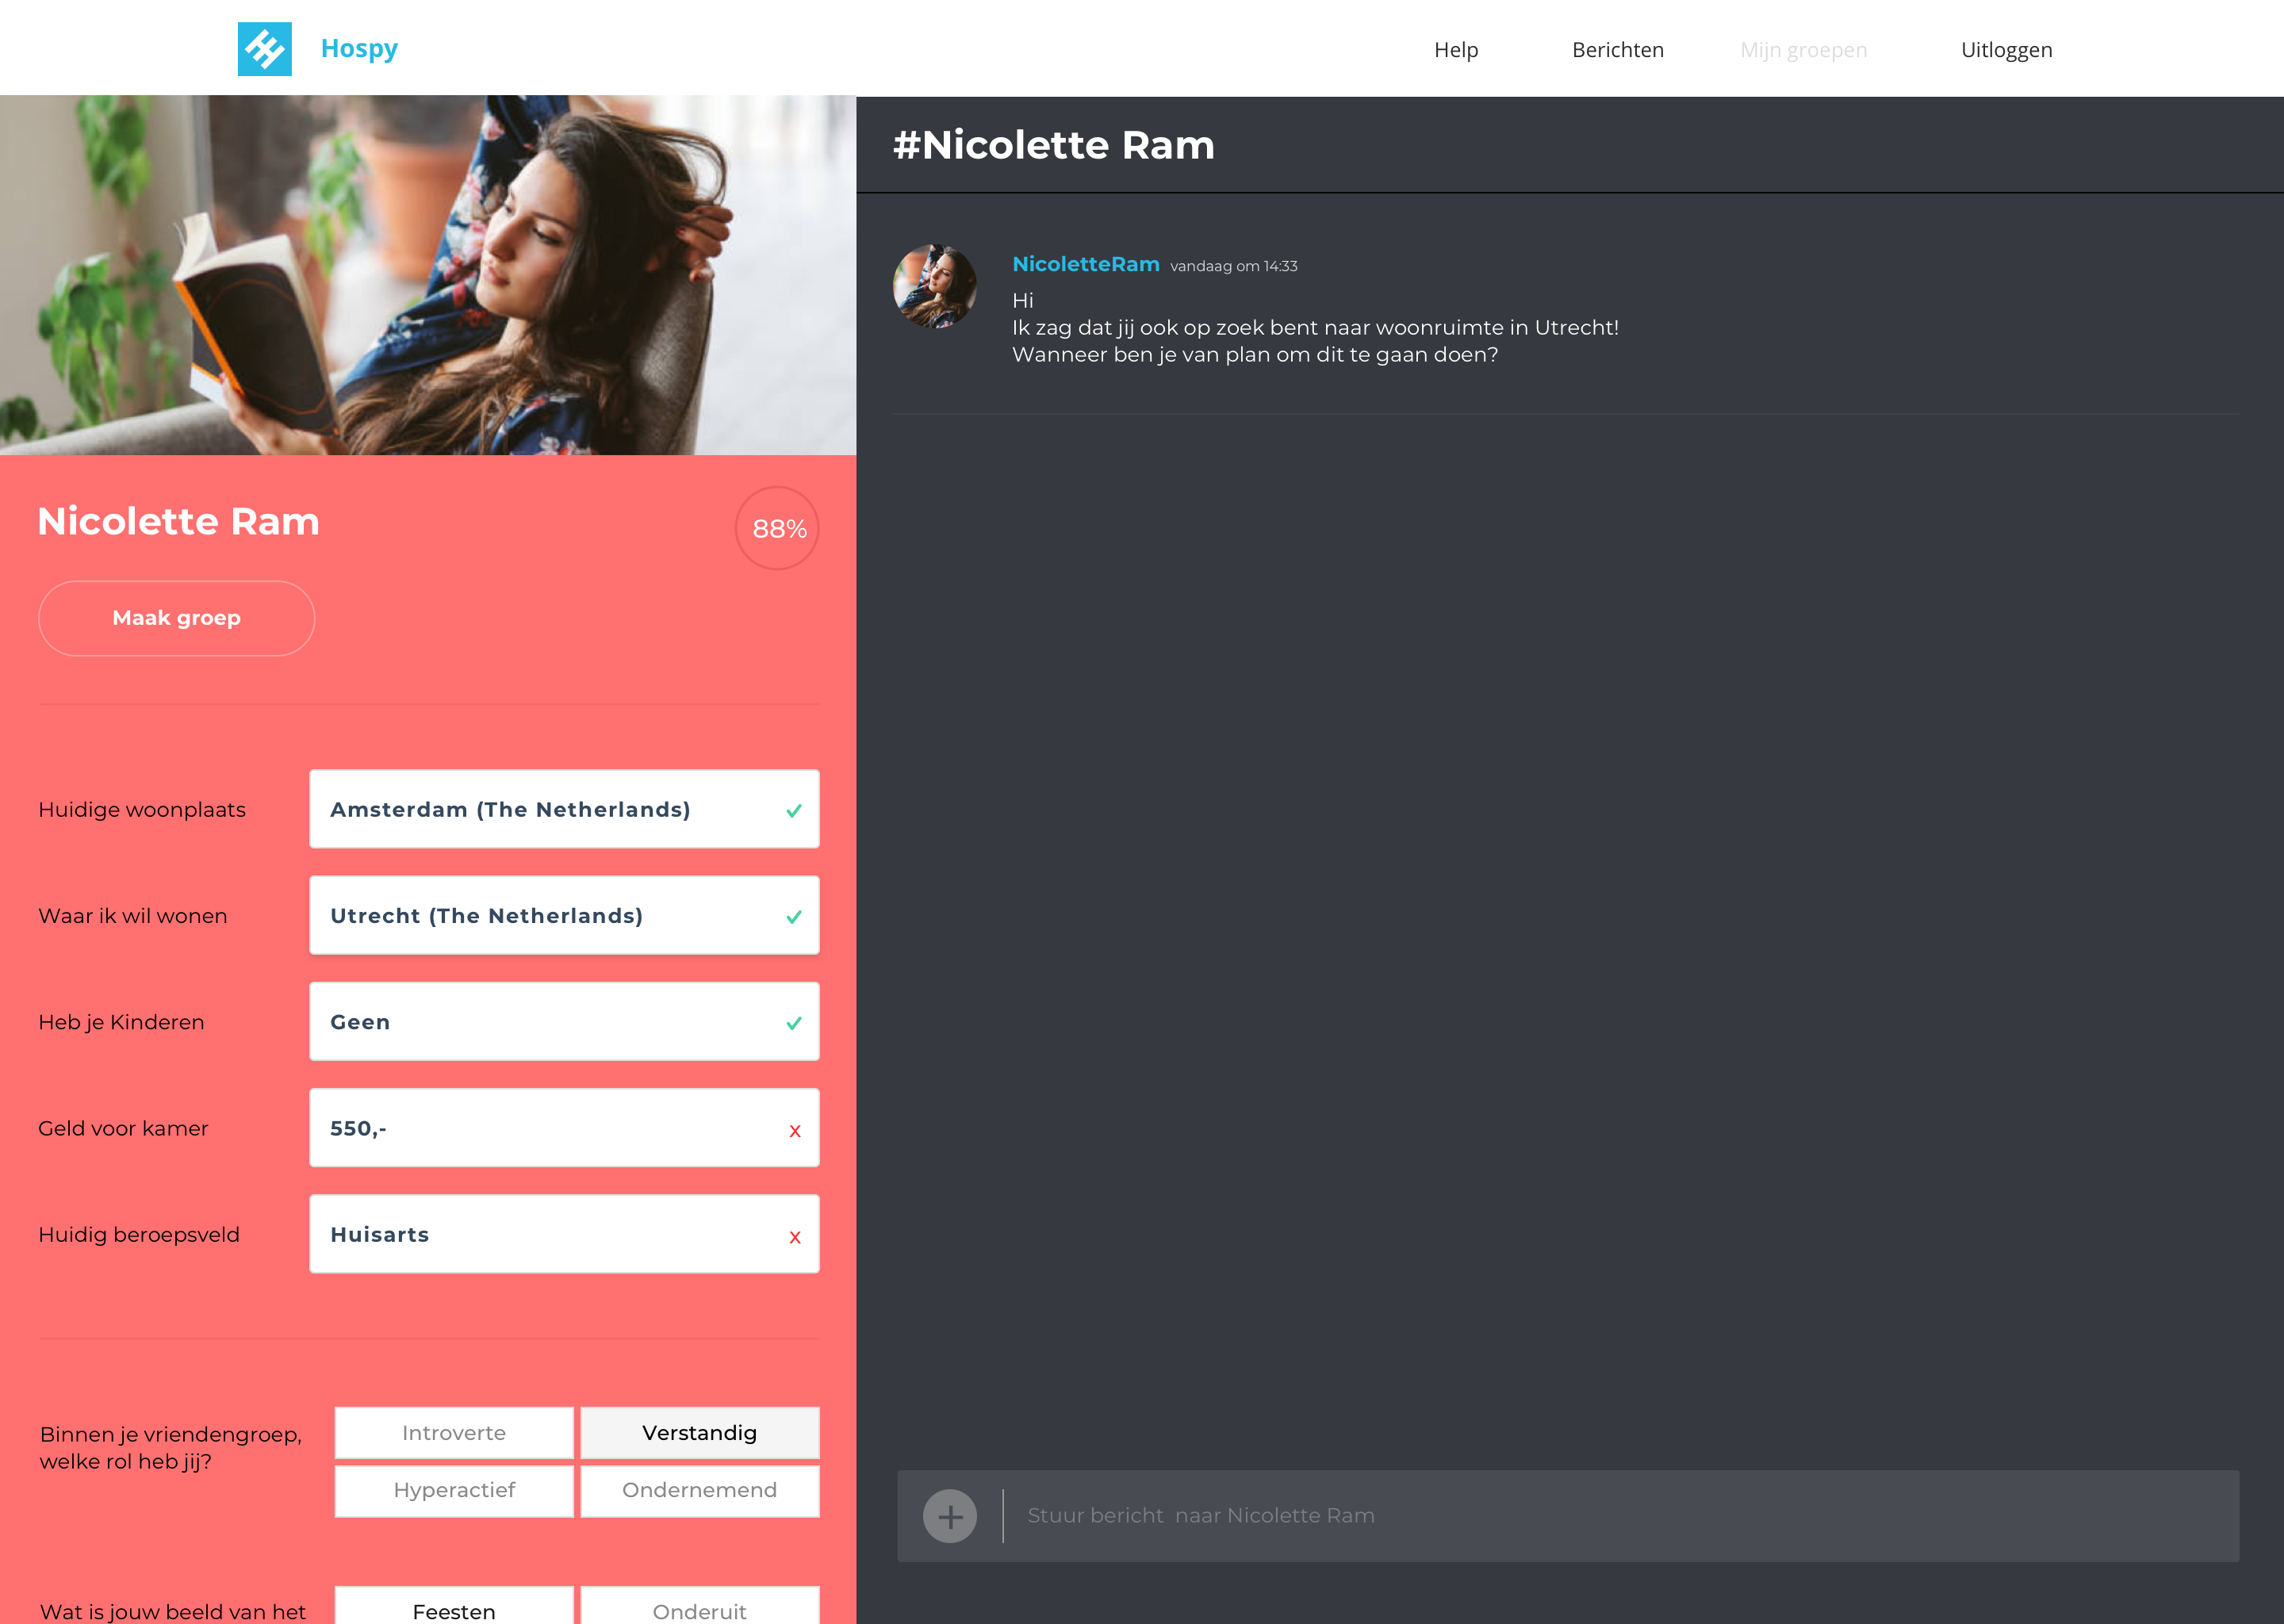 Hospy
Help
Berichten
Mijn groepen
Uitloggen
Nicolette Ram
88%
Maak groep
Huidige woonplaats
Amsterdam (The Netherlands)
Waar ik wil wonen
Utrecht (The Netherlands)
Heb je Kinderen
Geen
Geld voor kamer
550,-
x
Huidig beroepsveld
Huisarts
x
Binnen je vriendengroep,
welke rol heb jij?
Introverte
Verstandig
Hyperactief
Ondernemend
Wat is jouw beeld van het
Feesten
Onderuit
#Nicolette Ram
NicoletteRam vandaag om 14:33
Hi
Ik zag dat jij ook op zoek bent naar woonruimte in Utrecht!
Wanneer ben je van plan om dit te gaan doen?
Stuur bericht  naar Nicolette Ram